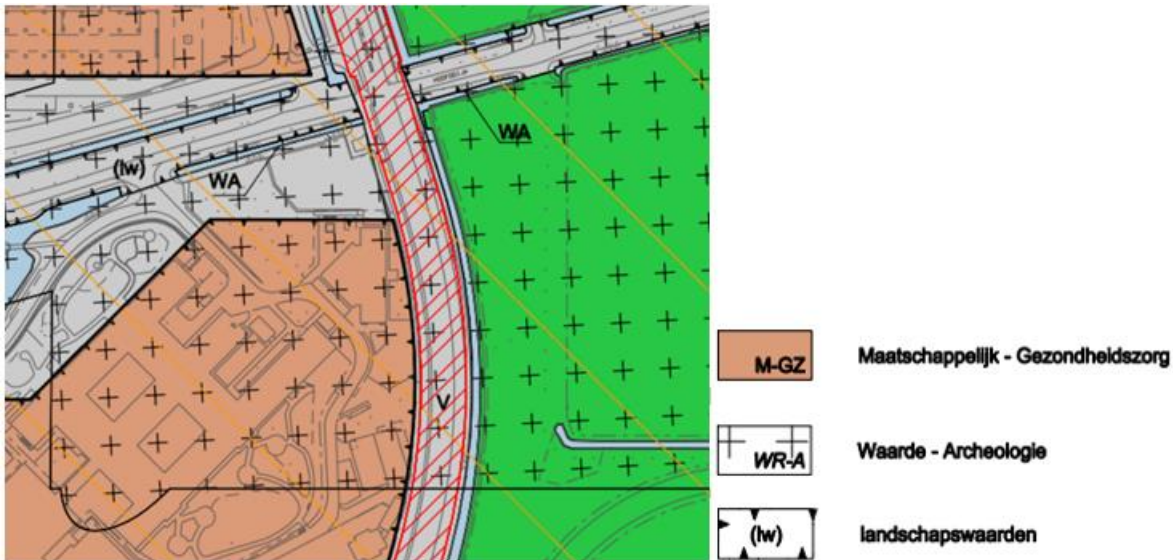 (lw)
WA
WA
V
M-GZ Maatschappelijk - Gezondheidszorg
WR-A Waarde - Archeologie
(lw) landschapswaarden